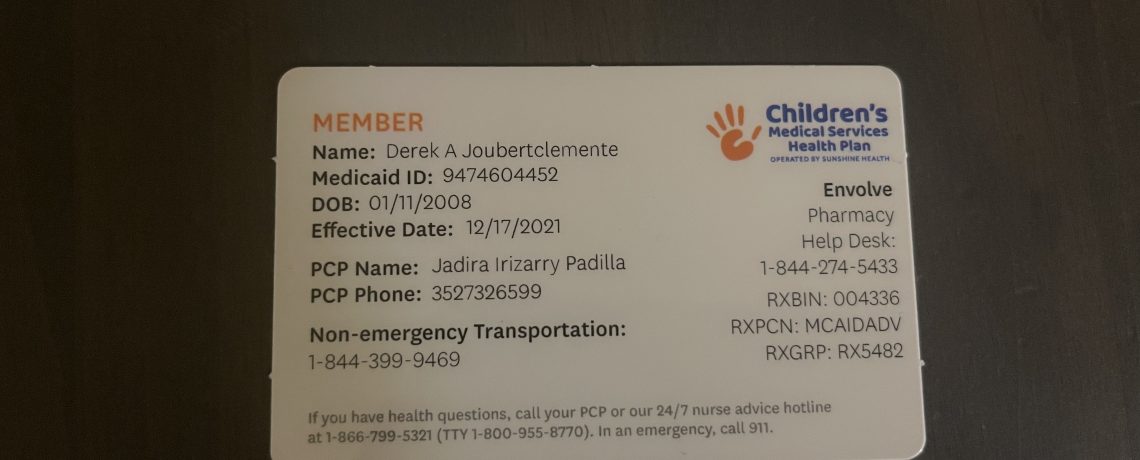 MEMBER
Name: Derek A Joubertclemente
Medicaid ID: 9474604452
DOB: 01/11/2008
Effective Date: 12/17/2021
PCP Name: Jadira Irizarry Padilla
PCP Phone: 3527326599
Non-emergency Transportation:
1-844-399-9469
Children's
Medical Services
Health Plan
OPERATED BY SUNSHINE HEALTH
Envolve
Pharmacy
Help Desk:
1-844-274-5433
RXBIN: 004336
RXPCN: MCAIDADV
RXGRP: RX5482
If you have health questions, call your PCP or our 24/7 nurse advice hotline
at 1-866-799-5321 (TTY 1-800-955-8770). In an emergency, call 911.